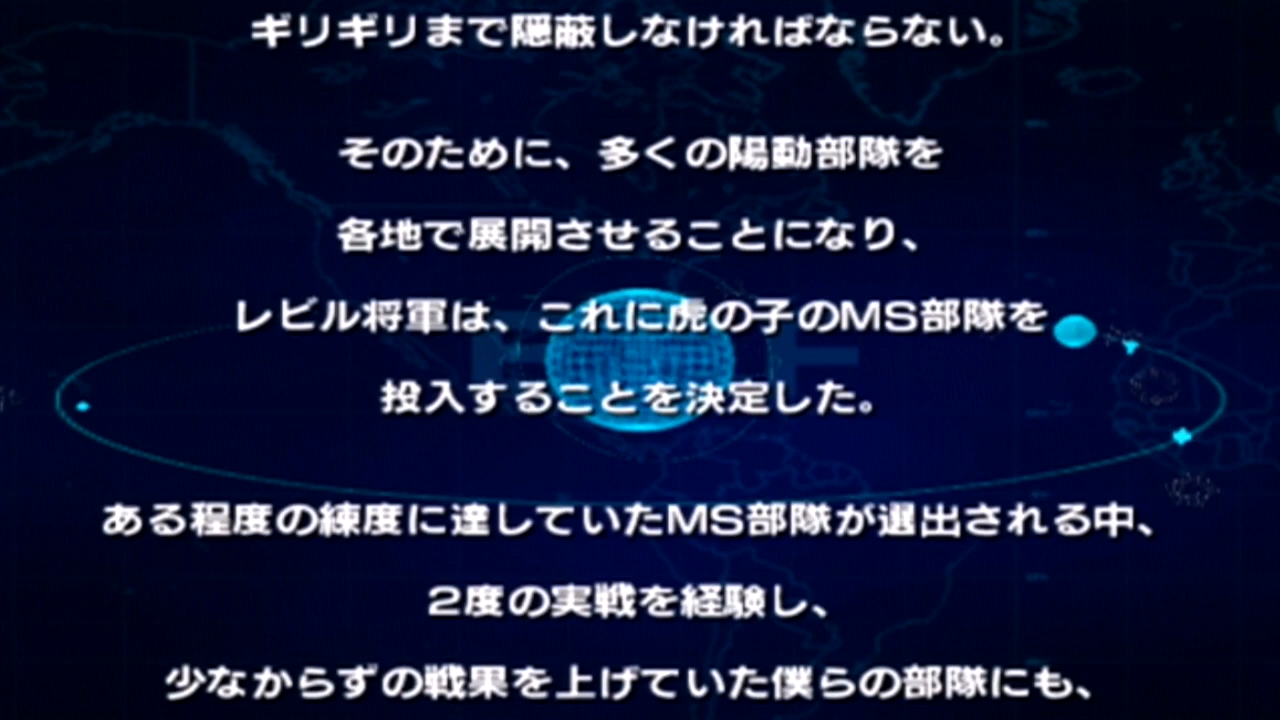 ギリギリまで隠蔽しなければならない。
そのために、多くの陽動部隊を
各地で展開させることになり、
レビル将軍は、これに虎の子のMS部隊を
投入することを決定した。
ある程度の練度に達していたMS部隊が選出される中、
2度の実戦を経験し、
少なからずの戦果を上げていた僕らの部隊にも、